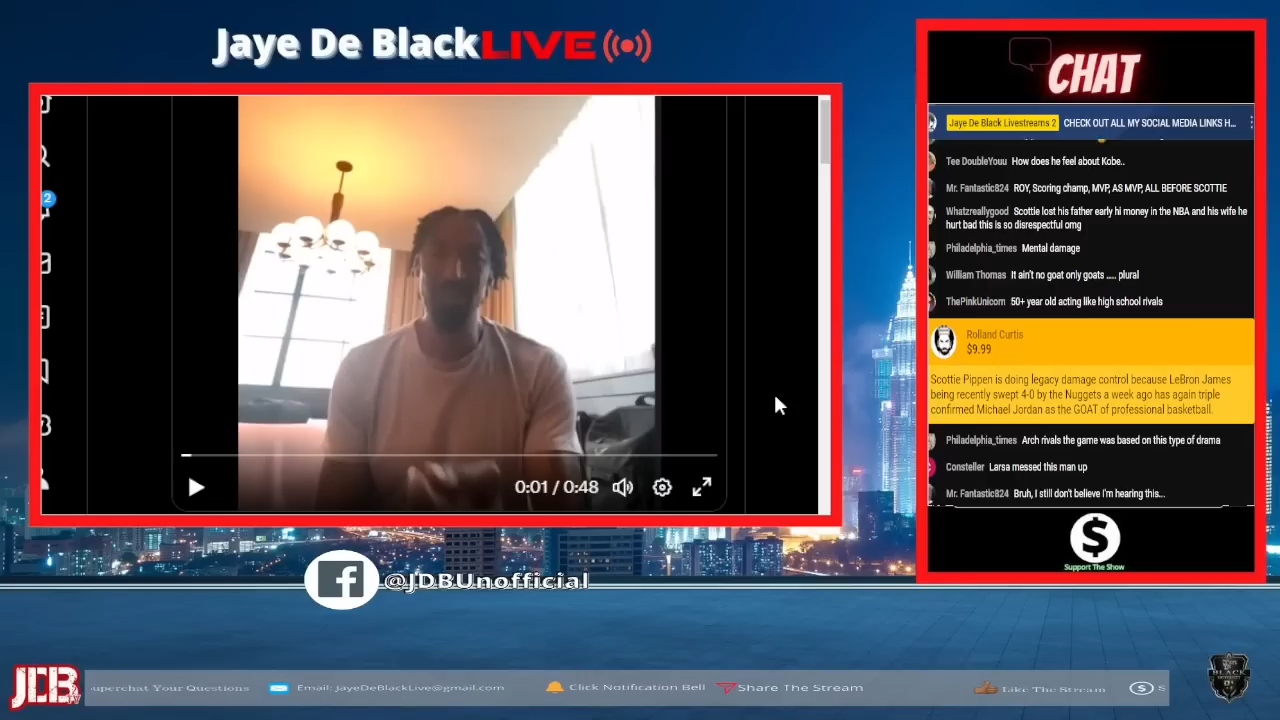 Jaye De BlackLIVE
2
0:01 / 0:48
CHAT
Jaye De Black Livestreams 2 CHECK OUT ALL MY SOCIAL MEDIA LINKS H...
Tee DoubleYouu How does he feel about Kobe..
Mr. Fantastic824 ROY, Scoring champ, MVP, AS MVP, ALL BEFORE SCOTTIE
Whatzreallygood Scottie lost his father early hi money in the NBA and his wife he
hurt bad this is so disrespectful omg
Philadelphia_times Mental damage
William Thomas It ain't no goat only goats ..... plural
ThePinkUnicorn 50+ year old acting like high school rivals
Rolland Curtis
$9.99
Scottie Pippen is doing legacy damage control because LeBron James
being recently swept 4-0 by the Nuggets a week ago has again triple
confirmed Michael Jordan as the GOAT of professional basketball.
Philadelphia_times Arch rivals the game was based on this type of drama
Consteller Larsa messed this man up
Mr. Fantastic824 Bruh, I still don't believe I'm hearing this...
$
Support The Show
f @JDBUnofficial
JDB TV
uperchat Your Questions Email: JayeDeBlackLive@gmail.com Click Notification Bell Share The Stream Like The Stream $ S
BLACK